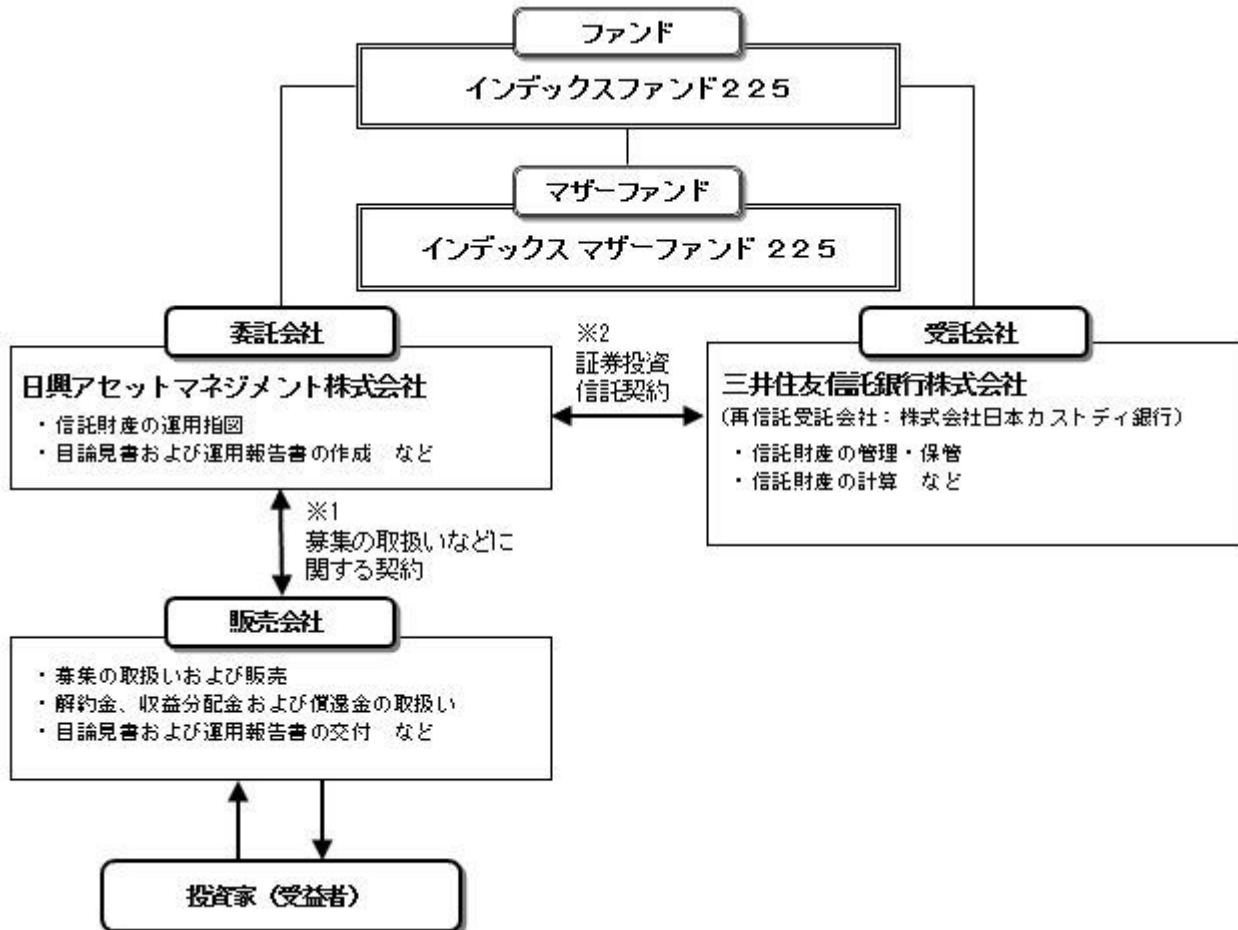 ファンド
インデックスファンド２２５
マザーファンド
インデックス マザーファンド ２２５
委託会社
日興アセットマネジメント株式会社
・信託財産の運用指図
・目論見書および運用報告書の作成　など
※2
証券投資
信託契約
受託会社
三井住友信託銀行株式会社
（再信託受託会社：株式会社日本カストディ銀行）
・信託財産の管理・保管
・信託財産の計算　など
※1
募集の取扱いなどに
関する契約
販売会社
・募集の取扱いおよび販売
・解約金、収益分配金および償還金の取扱い
・目論見書および運用報告書の交付　など
投資家（受益者）